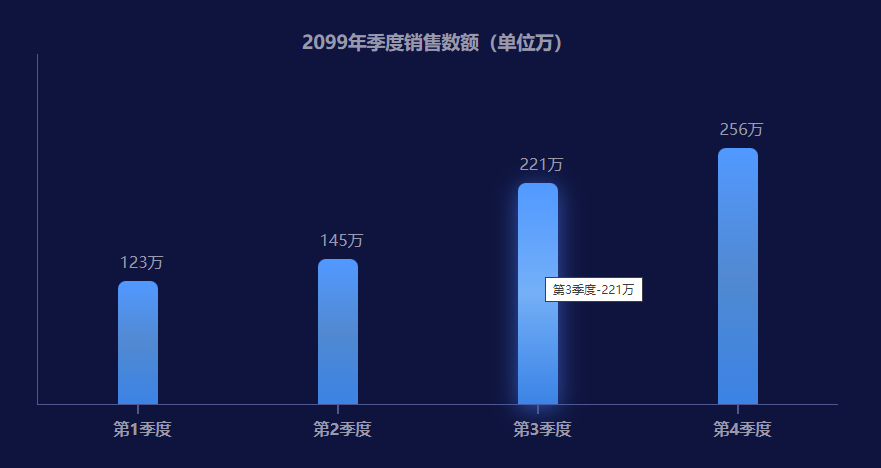 2099年季度销售数额（单位万）
256万
221万
145万
123万
第3季度-221万
第1季度
第2季度
第3季度
第4季度